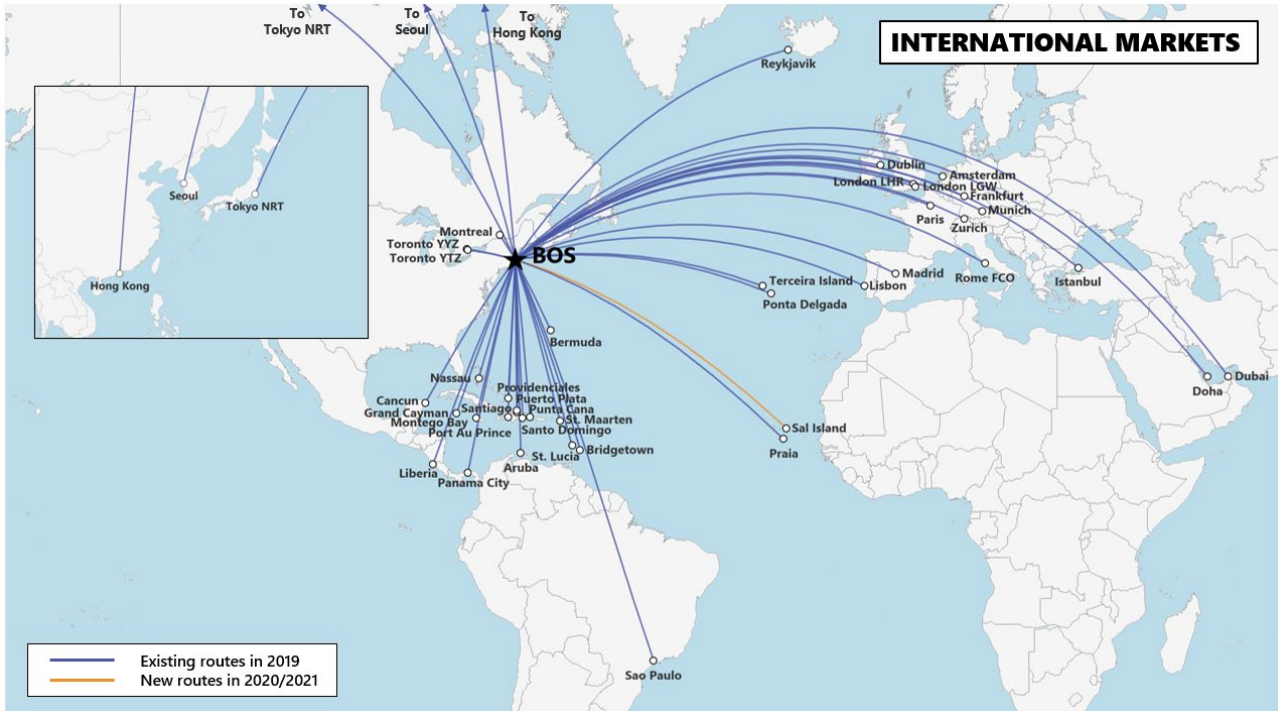 To
Tokyo NRT
To
Seoul
To
Hong Kong
INTERNATIONAL MARKETS
Reykjavik
Seoul
Tokyo NRT
Hong Kong
Dublin
Amsterdam
London LHR
London LGW
Frankfurt
Paris
Munich
Zurich
Montreal
Toronto YYZ
Toronto YTZ
BOS
Madrid
Rome FCO
Istanbul
Terceira Island
Lisbon
Ponta Delgada
Bermuda
Doha
Dubai
Nassau
Providenciales
Cancun
Puerto Plata
Grand Cayman
Santiago
Punta Cana
Montego Bay
St. Maarten
Port Au Prince
Santo Domingo
Sal Island
Praia
St. Lucia
Bridgetown
Liberia
Aruba
Panama City
Sao Paulo
Existing routes in 2019
New routes in 2020/2021